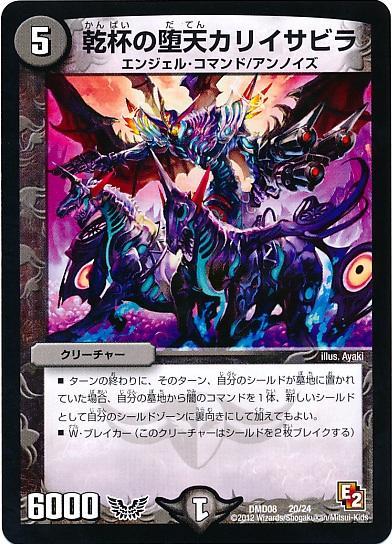 5
かんぱい だてん
乾杯の堕天カリイサビラ
エンジェル・コマンド/アンノイズ
クリーチャー
illus. Ayaki
■ ターンの終わりに、そのターン、自分のシールドが墓地に置かれ
ていた場合、自分の墓地から闇のコマンドを1体、新しいシールド
として自分のシールドゾーンに裏向きにして加えてもよい。
■ W・ブレイカー (このクリーチャーはシールドを2枚ブレイクする)
6000
1
DMD08 20/24
©2012 Wizards/Shogakukan/Mitsui-Kids
E2